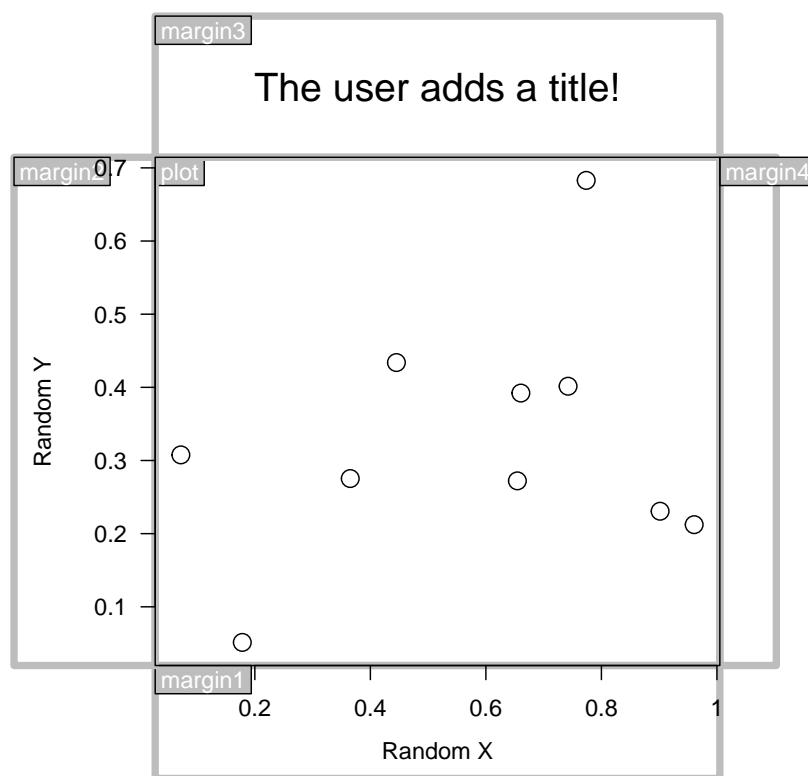 margin3
The user adds a title!
margin2
plot
margin4
0.7
0.6
0.5
0.4
0.3
0.2
0.1
Random Y
margin1
0.2 0.4 0.6 0.8 1
Random X